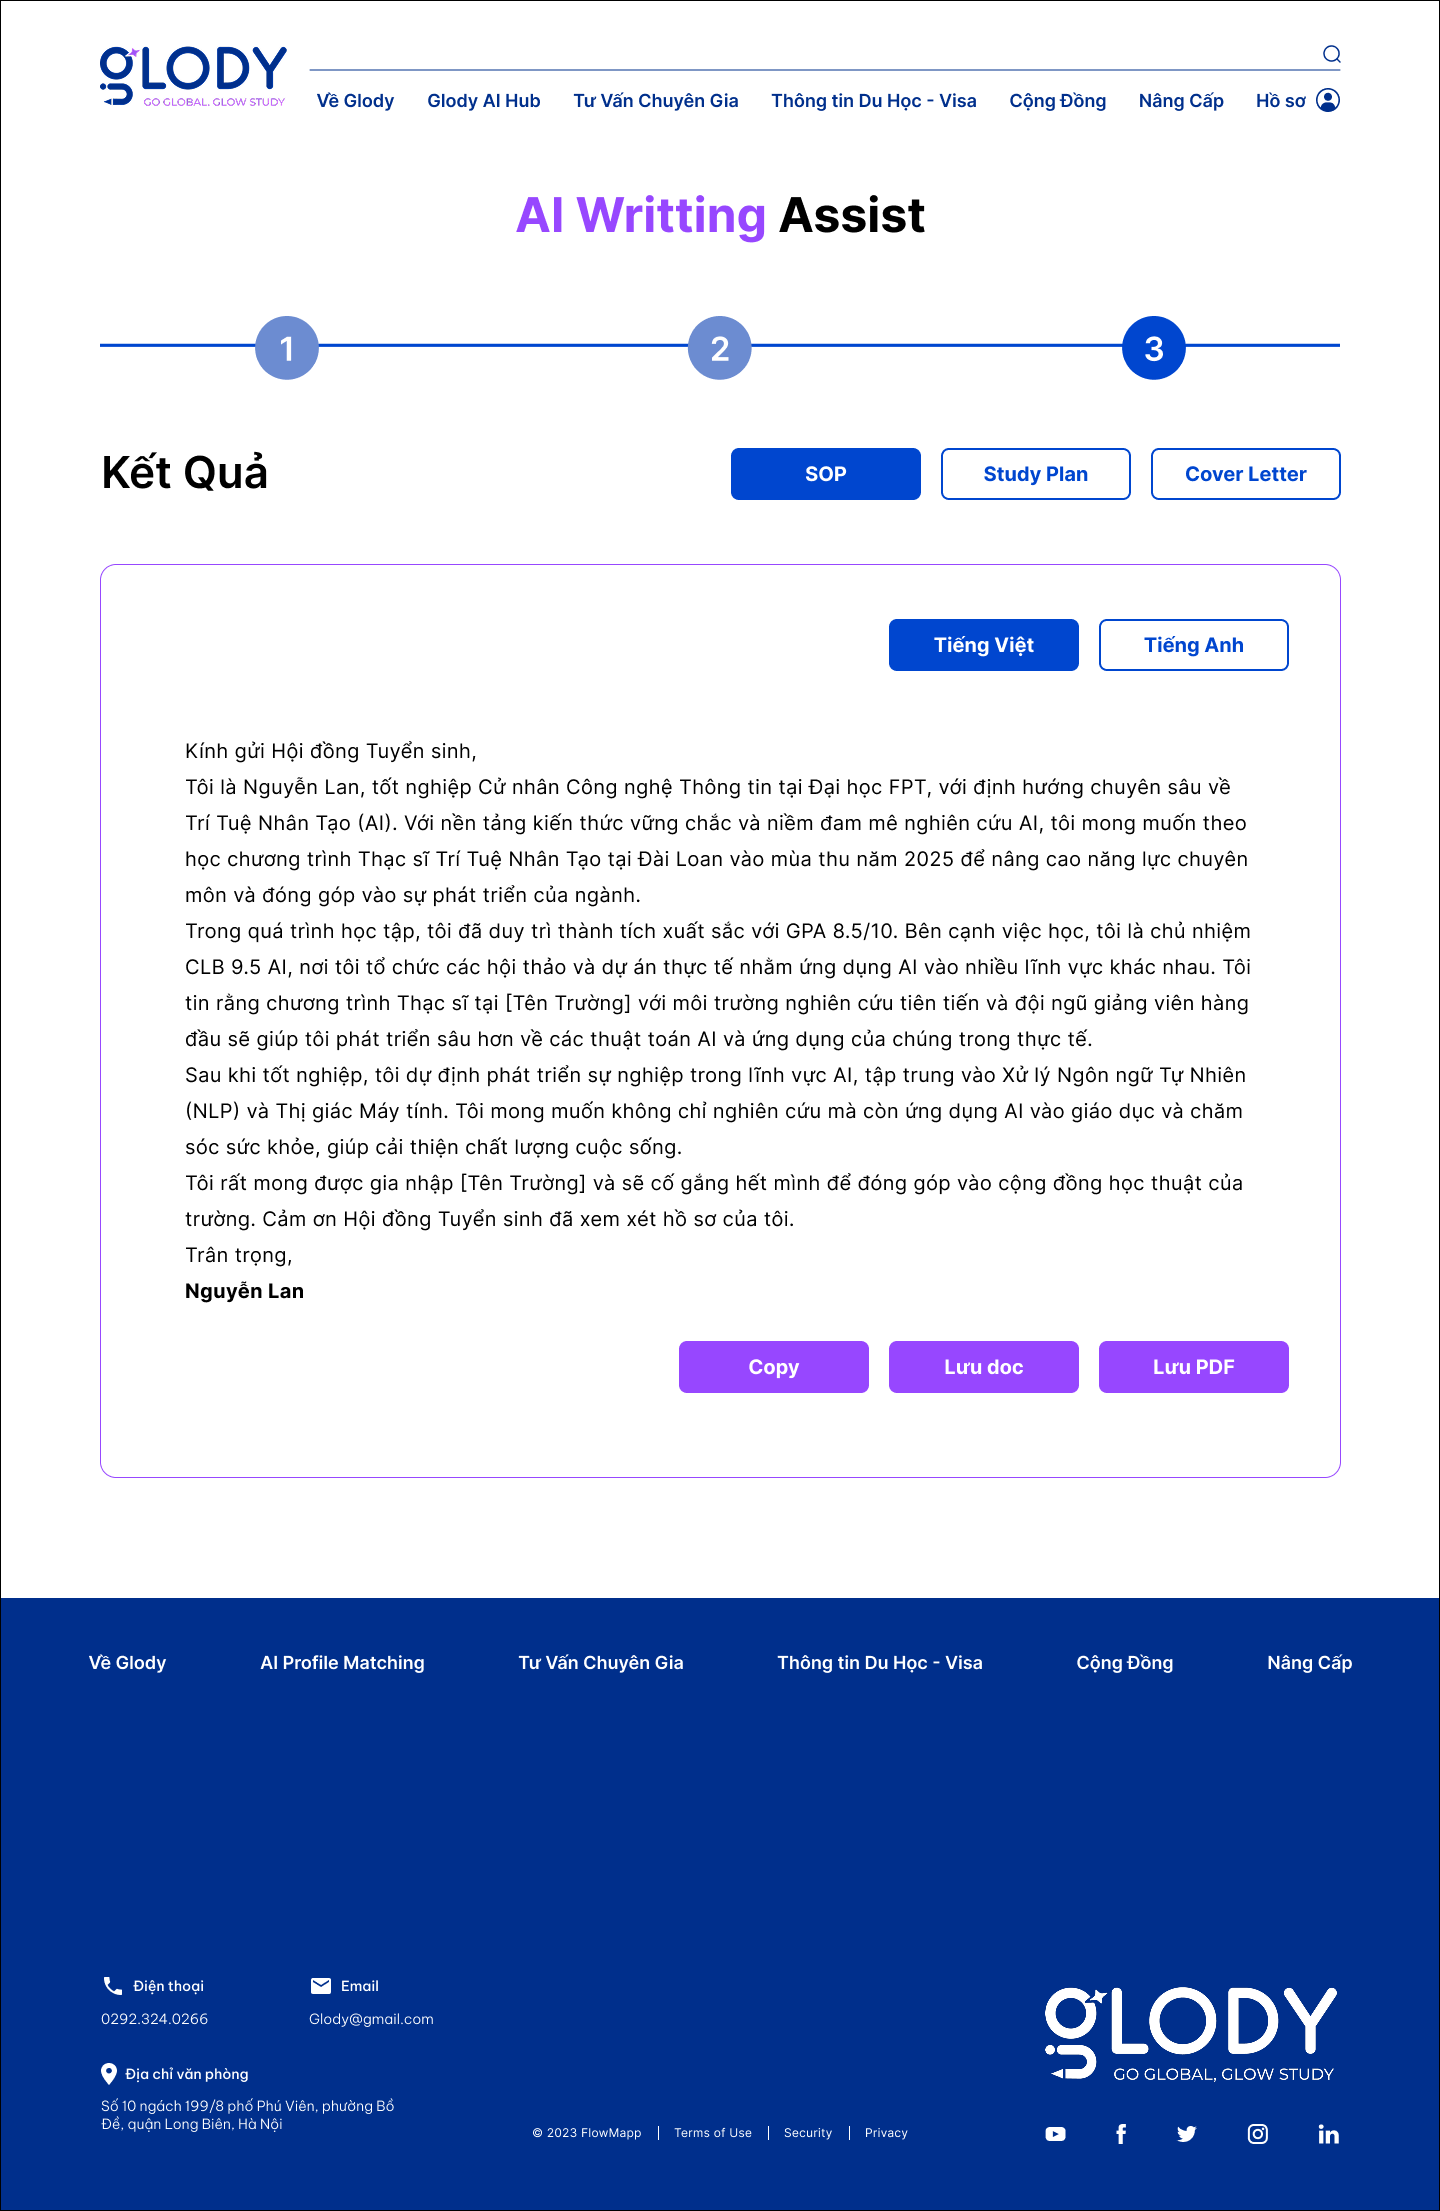 gLODY
GO GLOBAL, GLOW STUDY
Về Glody
Glody AI Hub
Tư Vấn Chuyên Gia
Thông tin Du Học - Visa
Cộng Đồng
Nâng Cấp
Hồ sơ
AI Writting Assist
1
2
3
Kết Quả
SOP
Study Plan
Cover Letter
Tiếng Việt
Tiếng Anh
Kính gửi Hội đồng Tuyển sinh,
Tôi là Nguyễn Lan, tốt nghiệp Cử nhân Công nghệ Thông tin tại Đại học FPT, với định hướng chuyên sâu về
Trí Tuệ Nhân Tạo (AI). Với nền tảng kiến thức vững chắc và niềm đam mê nghiên cứu AI, tôi mong muốn theo
học chương trình Thạc sĩ Trí Tuệ Nhân Tạo tại Đài Loan vào mùa thu năm 2025 để nâng cao năng lực chuyên
môn và đóng góp vào sự phát triển của ngành.
Trong quá trình học tập, tôi đã duy trì thành tích xuất sắc với GPA 8.5/10. Bên cạnh việc học, tôi là chủ nhiệm
CLB 9.5 AI, nơi tôi tổ chức các hội thảo và dự án thực tế nhằm ứng dụng AI vào nhiều lĩnh vực khác nhau. Tôi
tin rằng chương trình Thạc sĩ tại [Tên Trường] với môi trường nghiên cứu tiên tiến và đội ngũ giảng viên hàng
đầu sẽ giúp tôi phát triển sâu hơn về các thuật toán AI và ứng dụng của chúng trong thực tế.
Sau khi tốt nghiệp, tôi dự định phát triển sự nghiệp trong lĩnh vực AI, tập trung vào Xử lý Ngôn ngữ Tự Nhiên
(NLP) và Thị giác Máy tính. Tôi mong muốn không chỉ nghiên cứu mà còn ứng dụng AI vào giáo dục và chăm
sóc sức khỏe, giúp cải thiện chất lượng cuộc sống.
Tôi rất mong được gia nhập [Tên Trường] và sẽ cố gắng hết mình để đóng góp vào cộng đồng học thuật của
trường. Cảm ơn Hội đồng Tuyển sinh đã xem xét hồ sơ của tôi.
Trân trọng,
Nguyễn Lan
Copy
Lưu doc
Lưu PDF
Về Glody
AI Profile Matching
Tư Vấn Chuyên Gia
Thông tin Du Học - Visa
Cộng Đồng
Nâng Cấp
Điện thoại
0292.324.0266
Email
Glody@gmail.com
Địa chỉ văn phòng
Số 10 ngách 199/8 phố Phú Viên, phường Bồ
Đề, quận Long Biên, Hà Nội
© 2023 FlowMapp
Terms of Use
Security
Privacy
gLODY
GO GLOBAL, GLOW STUDY